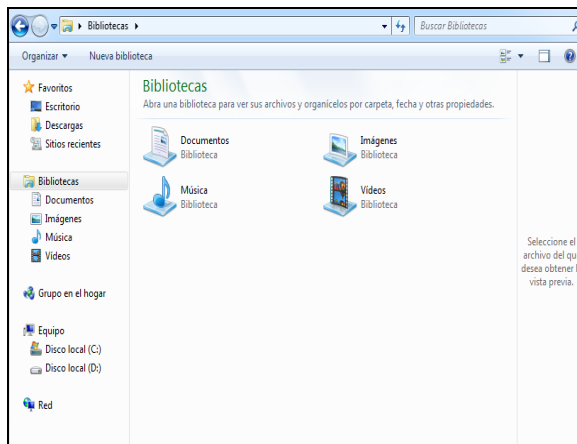 Bibliotecas
Buscar Bibliotecas
Organizar
Nueva biblioteca
Favoritos
Escritorio
Descargas
Sitios recientes
Bibliotecas
Documentos
Imágenes
Música
Vídeos
Grupo en el hogar
Equipo
Disco local (C:)
Disco local (D:)
Red
Bibliotecas
Abra una biblioteca para ver sus archivos y organícelos por carpeta, fecha y otras propiedades.
Documentos
Biblioteca
Imágenes
Biblioteca
Música
Biblioteca
Vídeos
Biblioteca
Seleccione el
archivo del qu
desea obtener l
vista previa.